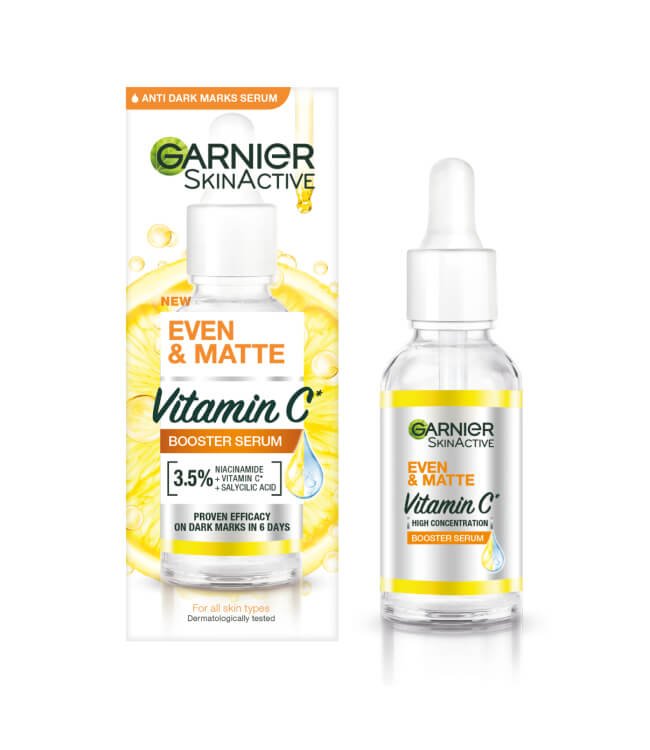 ANTI DARK MARKS SERUM
GARNIER
SKINACTIVE
NEW
EVEN
& MATTE
Vitamin C*
BOOSTER SERUM
3.5% NIACINAMIDE
+ VITAMIN C*
+ SALYCILIC ACID
PROVEN EFFICACY
ON DARK MARKS IN 6 DAYS
For all skin types
Dermatologically tested
GARNIER
SKINACTIVE
EVEN
& MATTE
Vitamin C*
HIGH CONCENTRATION
BOOSTER SERUM